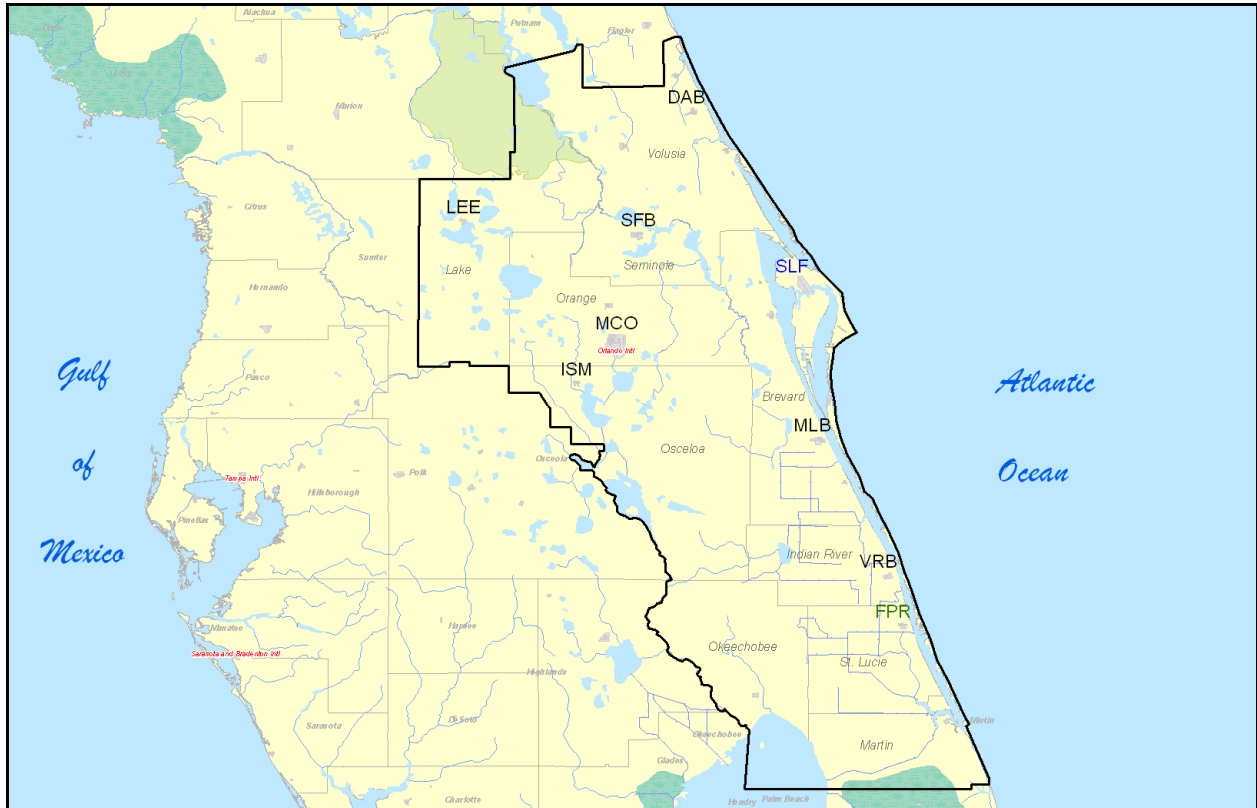 Alachua
Putnam
Flagler
Levy
DAB
Marion
Volusia
LEE
Citrus
SFB
Sumter
Lake
Seminole
SLF
Hernando
Orange
MCO
Orlando Intl
Gulf
of
Mexico
Pasco
ISM
Atlantic
Ocean
Brevard
MLB
Osceloa
Osceola
Polk
Tampa Intl
Hillsborough
Pinellas
Indian River
VRB
FPR
Manatee
Hardee
Okeechobee
Sarasota and Bradenton Intl
Highlands
St. Lucie
Sarasota
DeSoto
Martin
Okeechobee
Martin
Glades
Charlotte
Hendry
Palm Beach